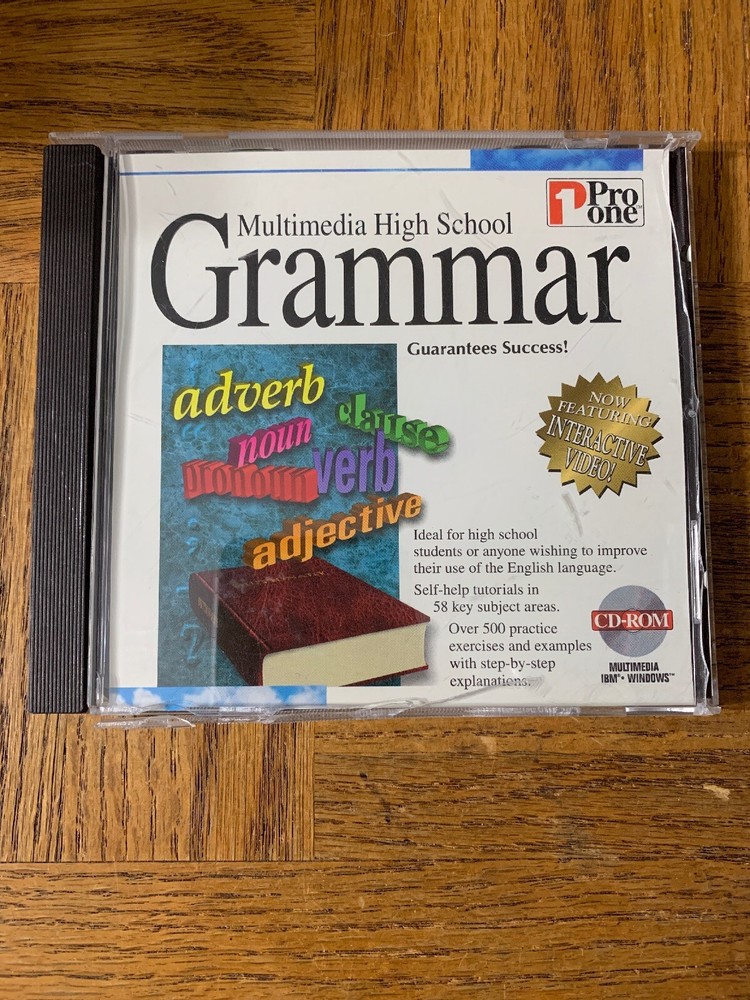 Pro
one™
Multimedia High School
Grammar
Guarantees Success!
adverb
clause
noun
pronoun
verb
adjective
NOW
FEATURING
INTERACTIVE
VIDEO!
Ideal for high school
students or anyone wishing to improve
their use of the English language.
Self-help tutorials in
58 key subject areas.
Over 500 practice
exercises and examples
with step-by-step
explanations.
CD-ROM
MULTIMEDIA
IBM® • WINDOWS™